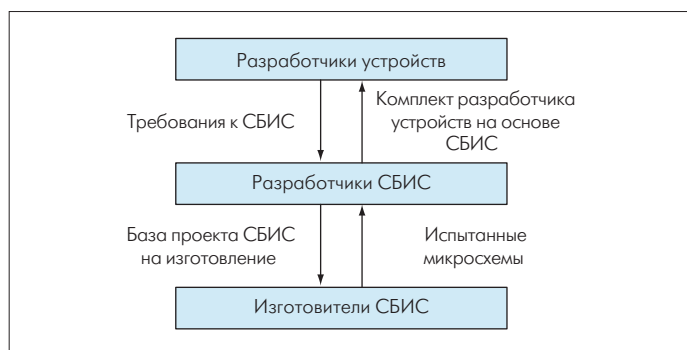 Разработчики устройств
Требования к СБИС
Комплект разработчика
устройств на основе
СБИС
Разработчики СБИС
База проекта СБИС
на изготовление
Испытанные
микросхемы
Изготовители СБИС